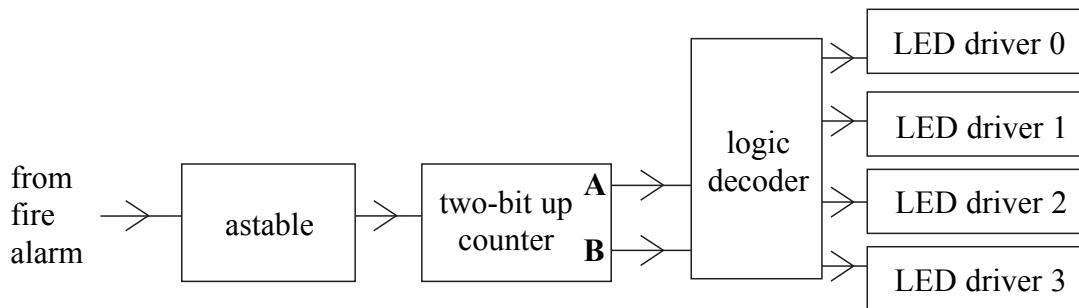 from
fire
alarm
astable
two-bit up
counter
A
B
logic
decoder
LED driver 0
LED driver 1
LED driver 2
LED driver 3